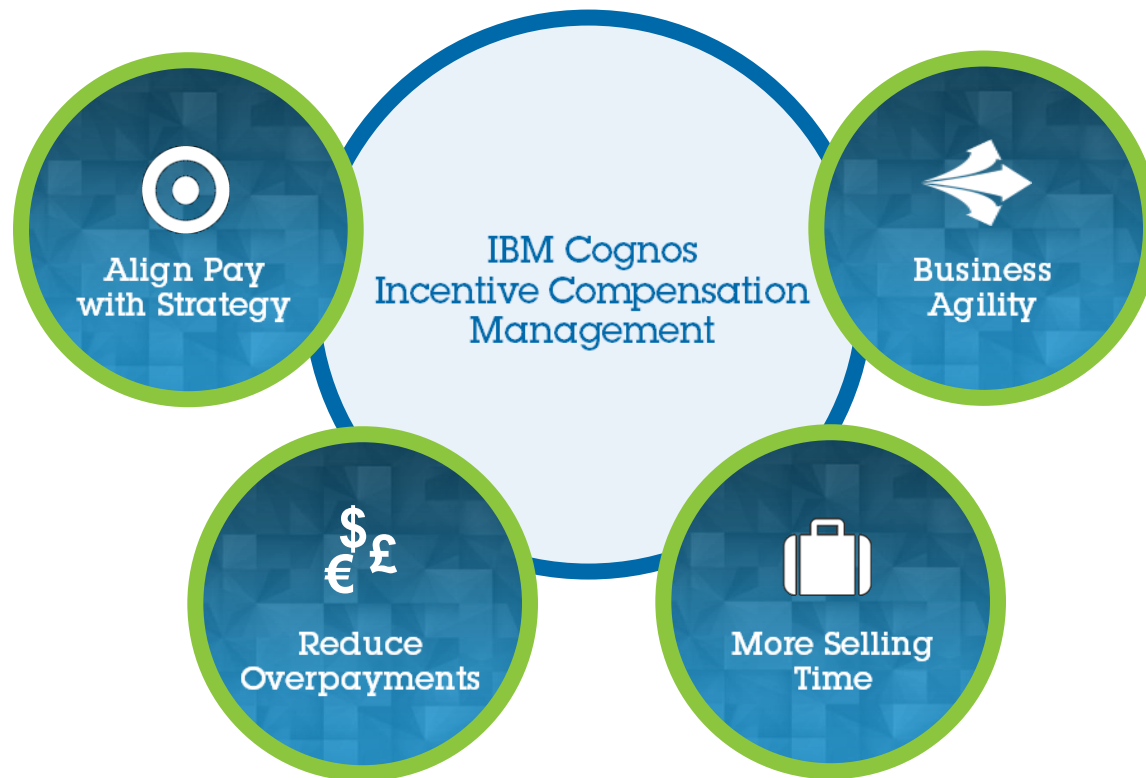 IBM Cognos
Incentive Compensation
Management
Align Pay
with Strategy
Business
Agility
$
£
€
Reduce
Overpayments
More Selling
Time